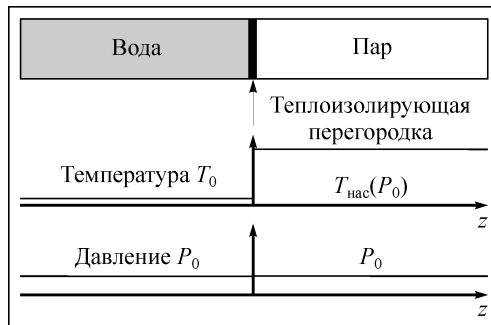 Вода Пар
Теплоизолирующая
перегородка
Температура T₀ Tнас(P₀)
z
Давление P₀ P₀
z